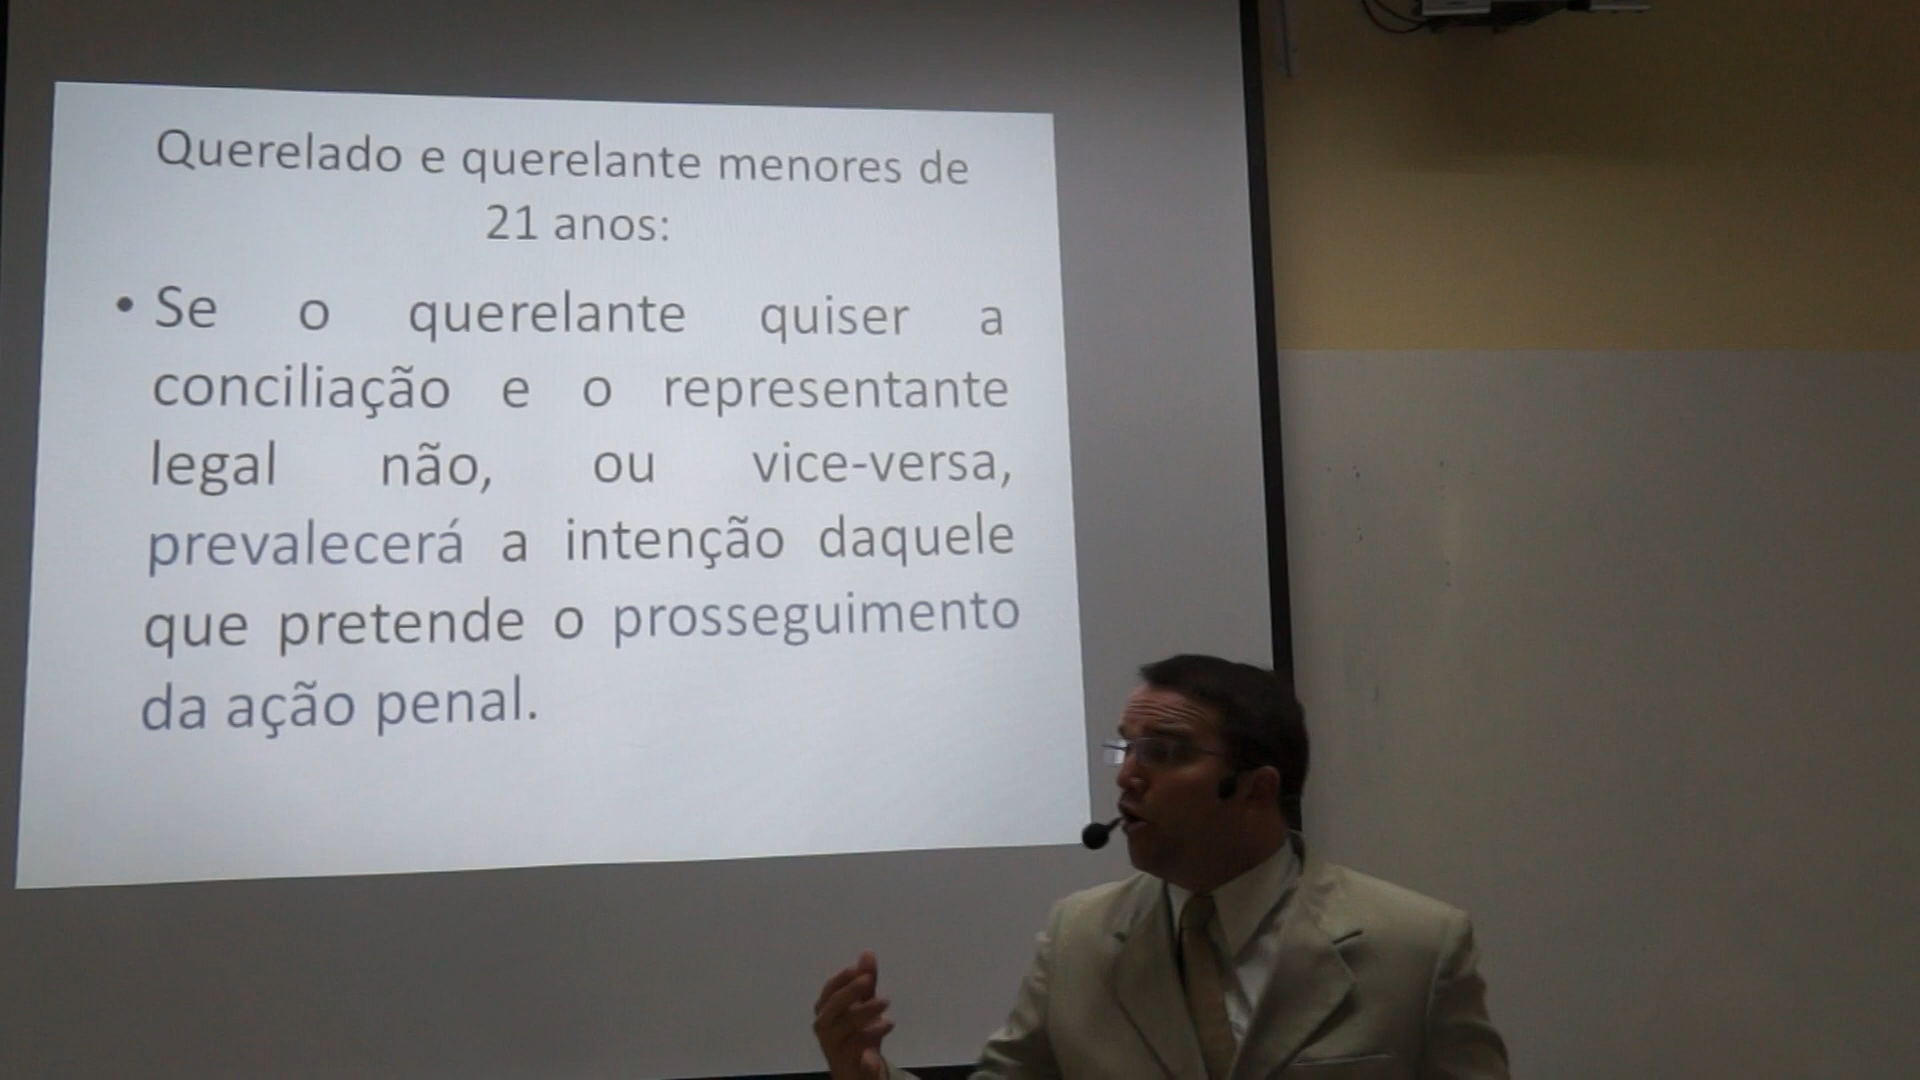 Querelado e querelante menores de
21 anos:
• Se o querelante quiser a
conciliação e o representante
legal não, ou vice-versa,
prevalecerá a intenção daquele
que pretende o prosseguimento
da ação penal.